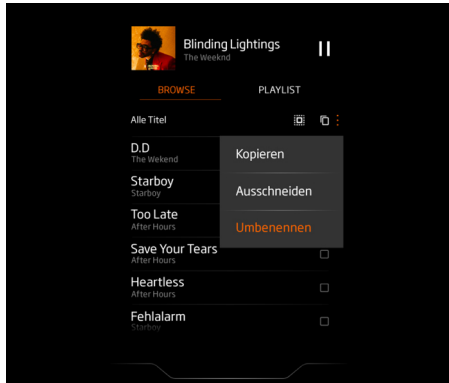 Blinding Lightings
The Weeknd
BROWSE PLAYLIST
Alle Titel
D.D
The Wekend
Kopieren
Starboy
Starboy
Ausschneiden
Too Late
After Hours
Umbenennen
Save Your Tears
After Hours
Heartless
After Hours
Fehlalarm
Starboy